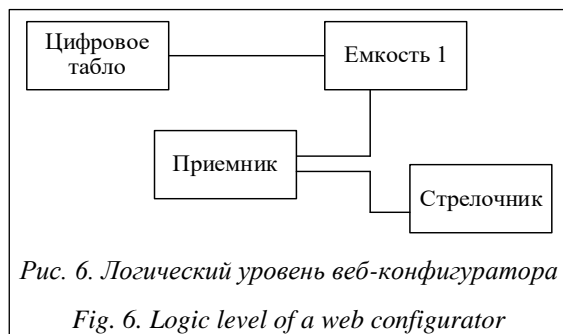 Цифровое
табло
Емкость 1
Приемник
Стрелочник
Рис. 6. Логический уровень веб-конфигуратора
Fig. 6. Logic level of a web configurator